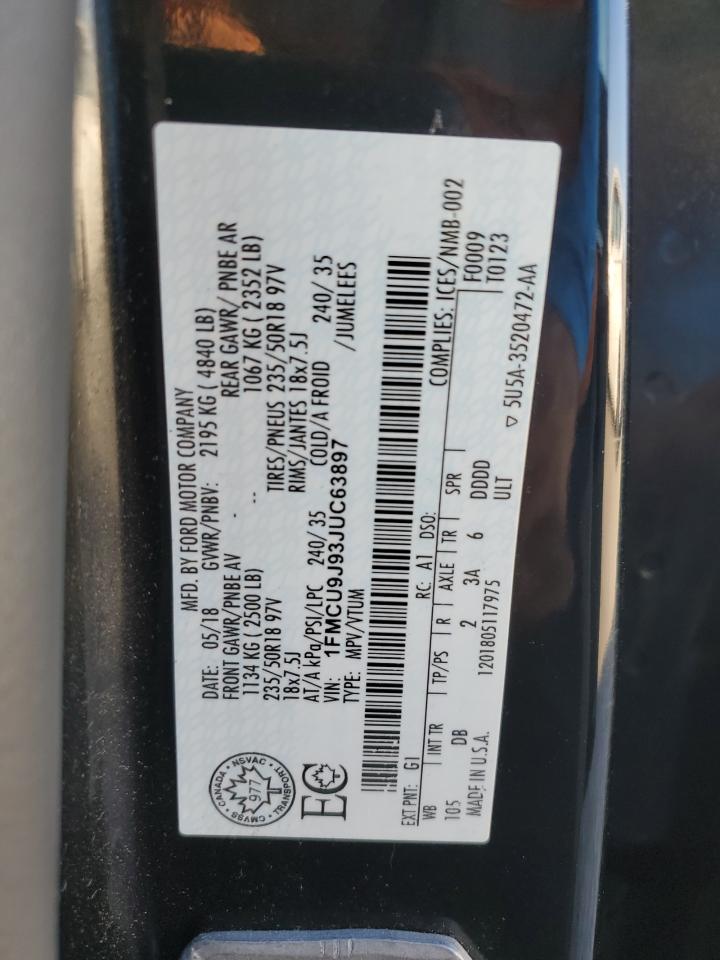 MFD. BY FORD MOTOR COMPANY
DATE: 05/18 GVWR/PNBV: 2195 KG ( 4840 LB)
FRONT GAWR/PNBE AV REAR GAWR/ PNBE AR
1134 KG ( 2500 LB) 1067 KG ( 2352 LB)
235/50R18 97V TIRES/PNEUS 235/50R18 97V
18x7.5J RIMS/JANTES 18x7.5J
AT/A kPa/PSI/LPC 240/ 35 COLD/A FROID 240/ 35
VIN: 1FMCU9J93JUC63897 /JUMELEES
TYPE: MPV/VTUM
CMVSS • CANADA • NSVAC • TRANSPORT
977
EC
EXT PNT: G1 RC: A1 DSO: COMPLIES: ICES/NMB-002
WB INT TR TP/PS R AXLE TR SPR F0009
105 DB 2 3A 6 DDDD T0123
ULT
MADE IN U.S.A. 1201805117975 ▽ 5U5A-3520472-AA